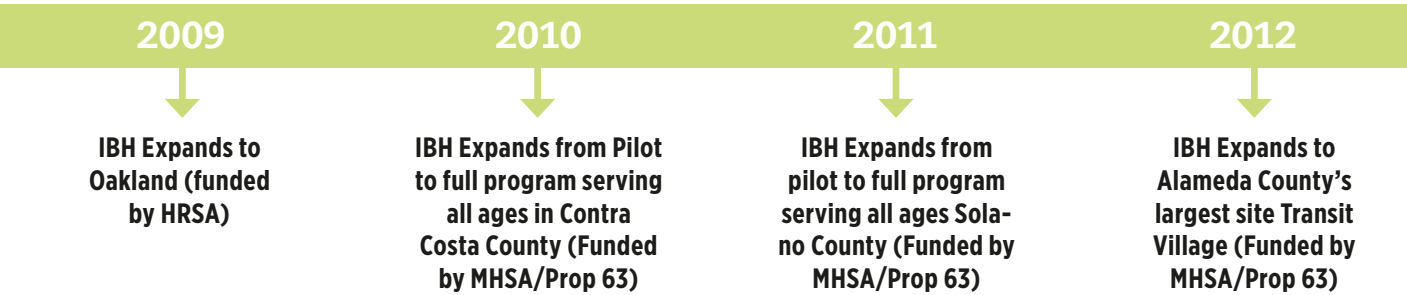 2009
IBH Expands to
Oakland (funded
by HRSA)
2010
IBH Expands from Pilot
to full program serving
all ages in Contra
Costa County (Funded
by MHSA/Prop 63)
2011
IBH Expands from
pilot to full program
serving all ages Sola-
no County (Funded by
MHSA/Prop 63)
2012
IBH Expands to
Alameda County’s
largest site Transit
Village (Funded by
MHSA/Prop 63)